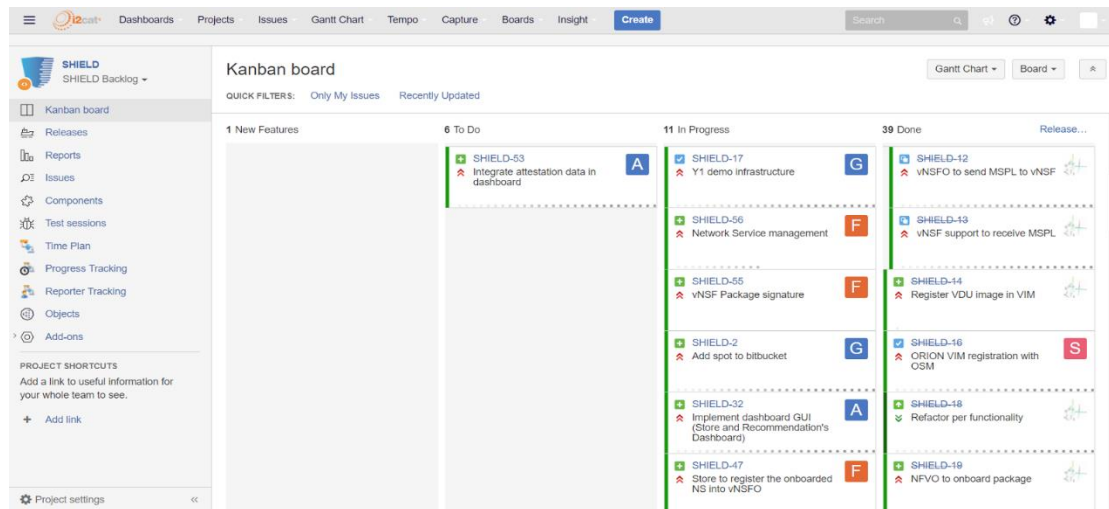 i2cat Dashboards Projects Issues Gantt Chart Tempo Capture Boards Insight Create Search
SHIELD
SHIELD Backlog
Kanban board
Releases
Reports
Issues
Components
Test sessions
Time Plan
Progress Tracking
Reporter Tracking
Objects
Add-ons
PROJECT SHORTCUTS
Add a link to useful information for
your whole team to see.
+ Add link
Project settings «
Kanban board
Gantt Chart Board
QUICK FILTERS: Only My Issues Recently Updated
1 New Features
6 To Do
SHIELD-53
Integrate attestation data in
dashboard
A
11 In Progress
SHIELD-17
Y1 demo infrastructure
G
SHIELD-56
Network Service management
F
SHIELD-55
vNSF Package signature
F
SHIELD-2
Add spot to bitbucket
G
SHIELD-32
Implement dashboard GUI
(Store and Recommendation's
Dashboard)
A
SHIELD-47
Store to register the onboarded
NS into vNSFO
F
39 Done Release...
SHIELD-12
vNSFO to send MSPL to vNSF
SHIELD-13
vNSF support to receive MSPL
SHIELD-14
Register VDU image in VIM
SHIELD-16
ORION VIM registration with
OSM
S
SHIELD-18
Refactor per functionality
SHIELD-19
NFVO to onboard package